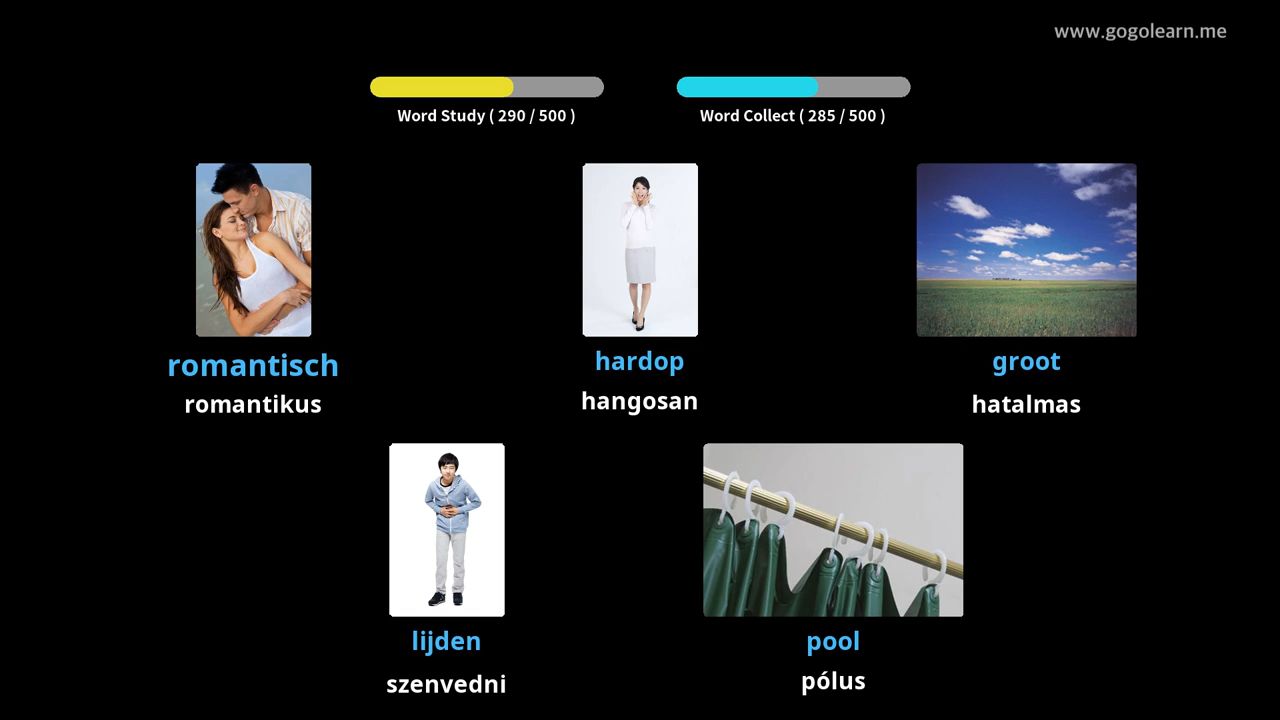 www.gogolearn.me
Word Study ( 290 / 500 )
Word Collect ( 285 / 500 )
romantisch
romantikus
hardop
hangosan
groot
hatalmas
lijden
szenvedni
pool
pólus